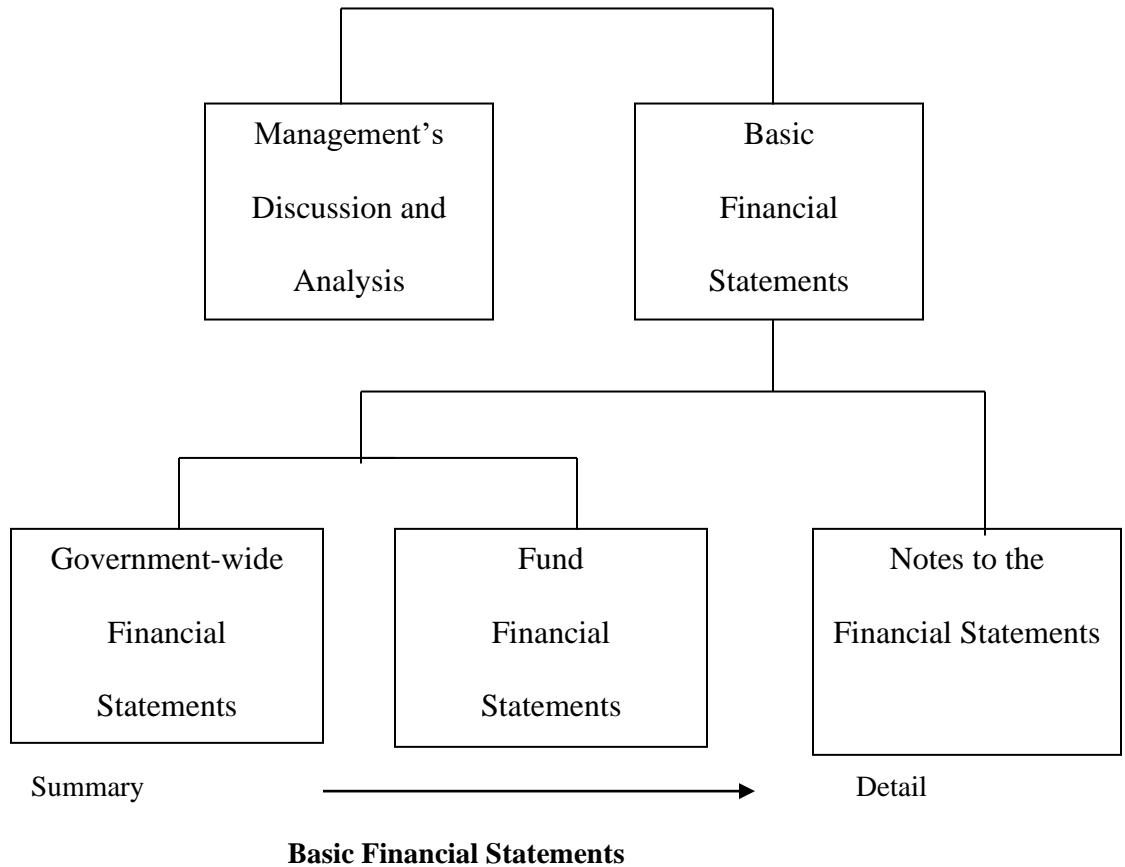 Management’s
Discussion and
Analysis
Basic
Financial
Statements
Government-wide
Financial
Statements
Fund
Financial
Statements
Notes to the
Financial Statements
Summary
Detail
Basic Financial Statements